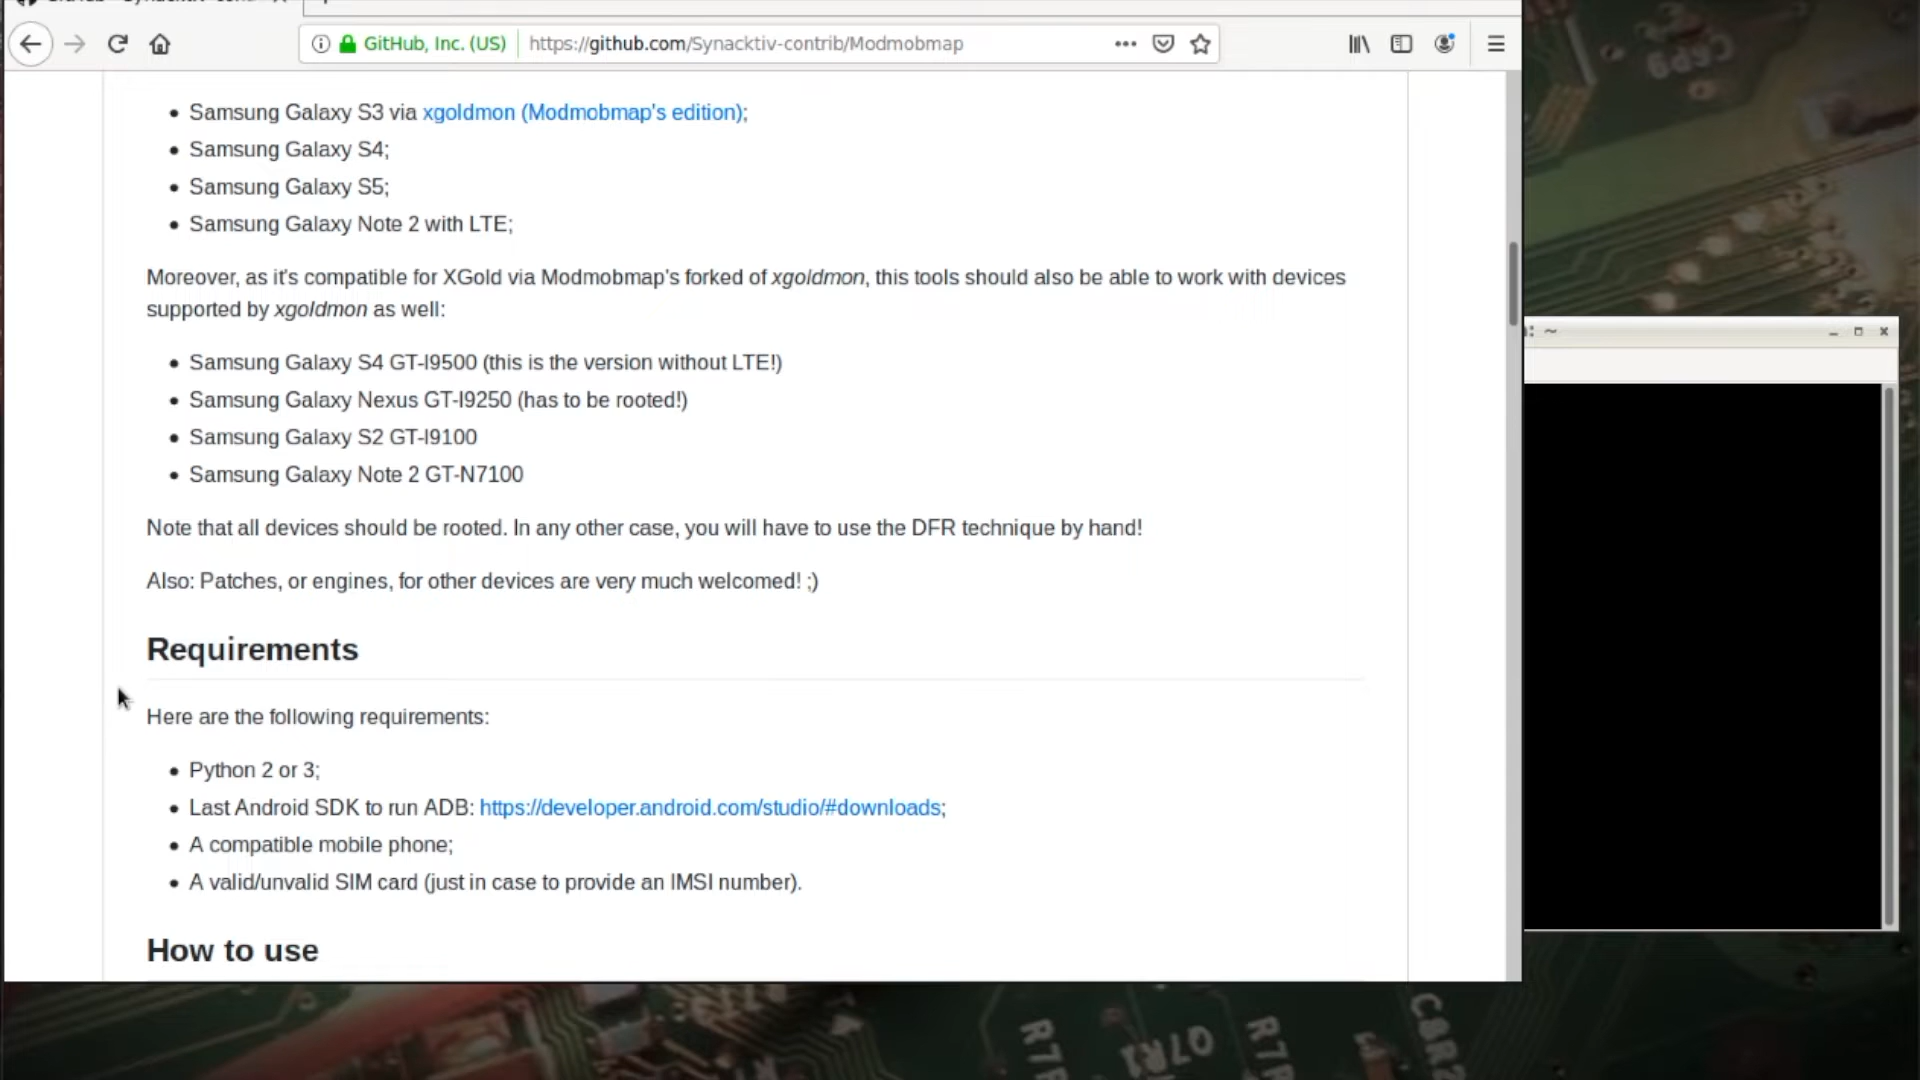 GitHub, Inc. (US) https://github.com/Synacktiv-contrib/Modmobmap
Samsung Galaxy S3 via xgoldmon (Modmobmap's edition);
Samsung Galaxy S4;
Samsung Galaxy S5;
Samsung Galaxy Note 2 with LTE;
Moreover, as it's compatible for XGold via Modmobmap's forked of xgoldmon, this tools should also be able to work with devices
supported by xgoldmon as well:
Samsung Galaxy S4 GT-I9500 (this is the version without LTE!)
Samsung Galaxy Nexus GT-I9250 (has to be rooted!)
Samsung Galaxy S2 GT-I9100
Samsung Galaxy Note 2 GT-N7100
Note that all devices should be rooted. In any other case, you will have to use the DFR technique by hand!
Also: Patches, or engines, for other devices are very much welcomed! ;)
Requirements
Here are the following requirements:
Python 2 or 3;
Last Android SDK to run ADB: https://developer.android.com/studio/#downloads;
A compatible mobile phone;
A valid/unvalid SIM card (just in case to provide an IMSI number).
How to use
: ~